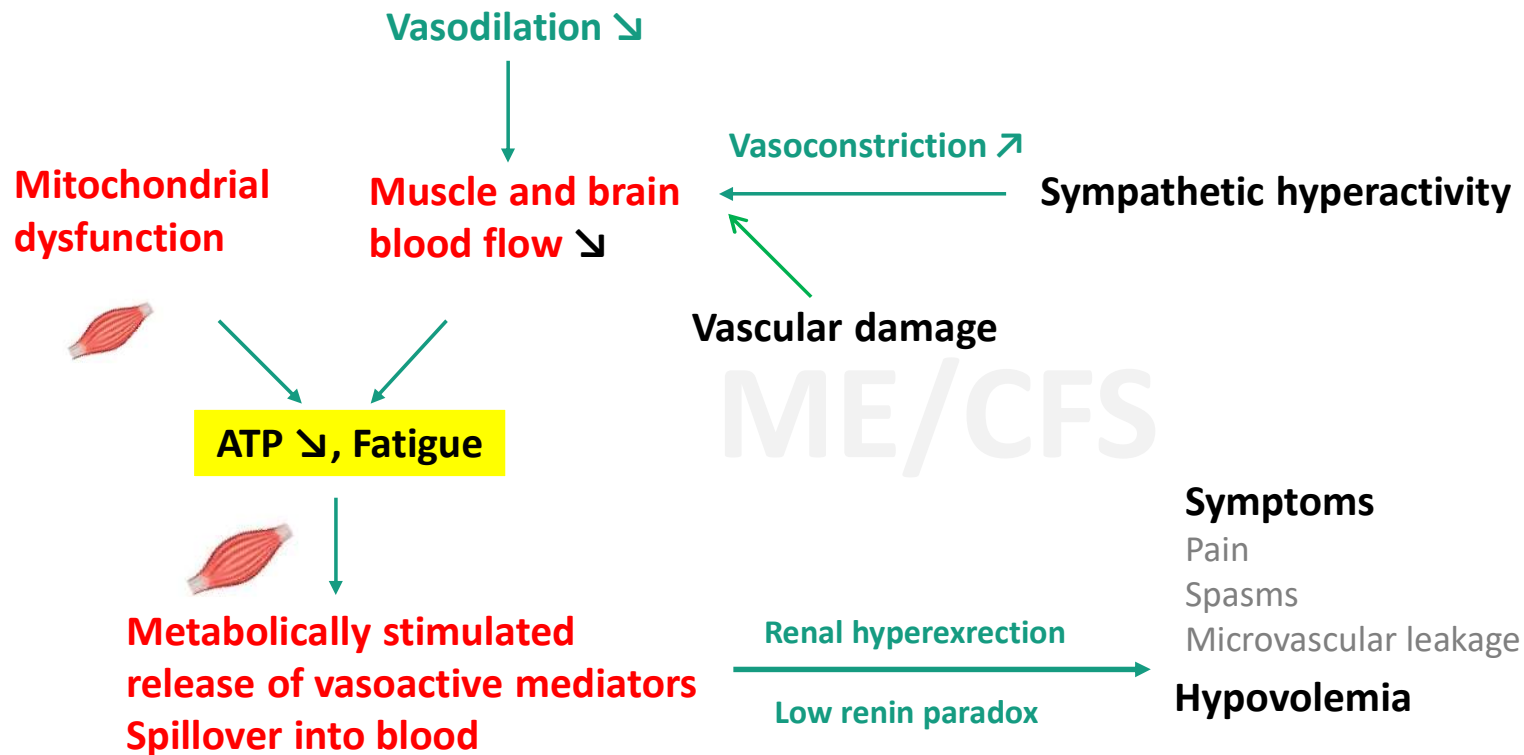 Vasodilation ↘
Vasoconstriction ↗
Mitochondrial
dysfunction
Muscle and brain
blood flow ↘
Sympathetic hyperactivity
Vascular damage
ME/CFS
ATP ↘, Fatigue
Symptoms
Pain
Spasms
Microvascular leakage
Hypovolemia
Metabolically stimulated
release of vasoactive mediators
Spillover into blood
Renal hyperexrection
Low renin paradox